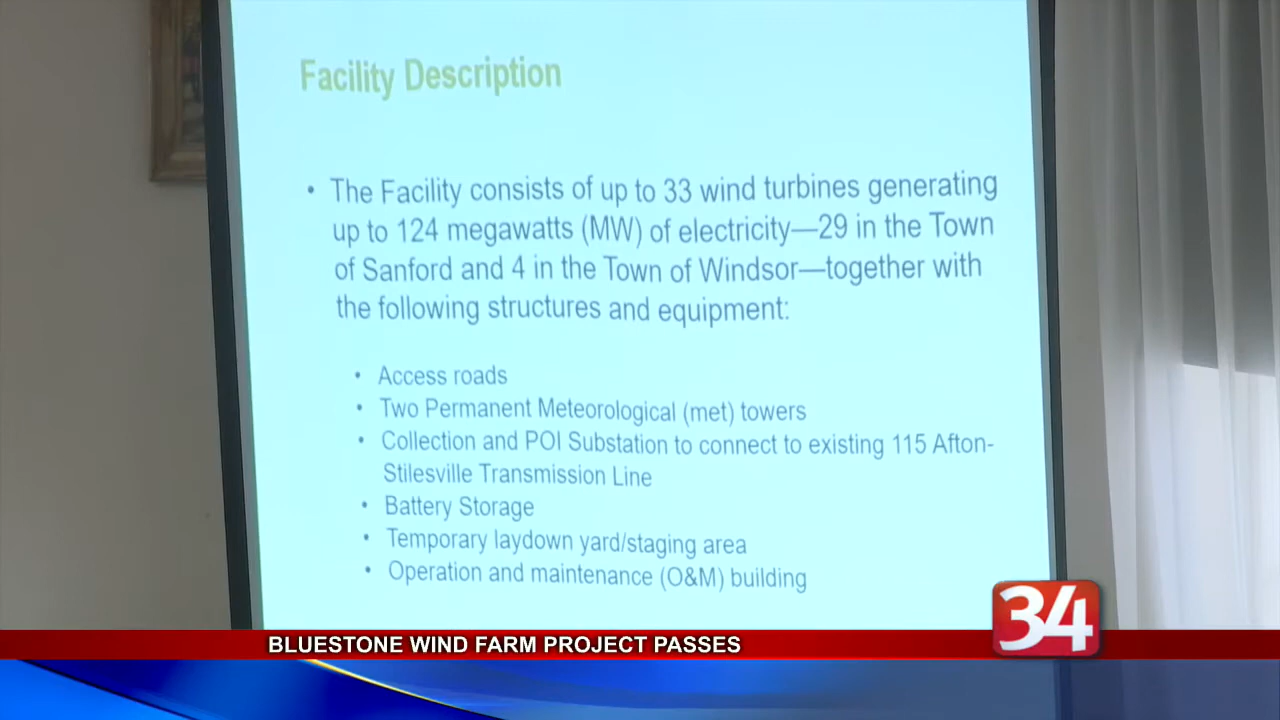 Facility Description
• The Facility consists of up to 33 wind turbines generating
up to 124 megawatts (MW) of electricity—29 in the Town
of Sanford and 4 in the Town of Windsor—together with
the following structures and equipment:
• Access roads
• Two Permanent Meteorological (met) towers
• Collection and POI Substation to connect to existing 115 Afton-
Stilesville Transmission Line
• Battery Storage
• Temporary laydown yard/staging area
• Operation and maintenance (O&M) building
34
BLUESTONE WIND FARM PROJECT PASSES